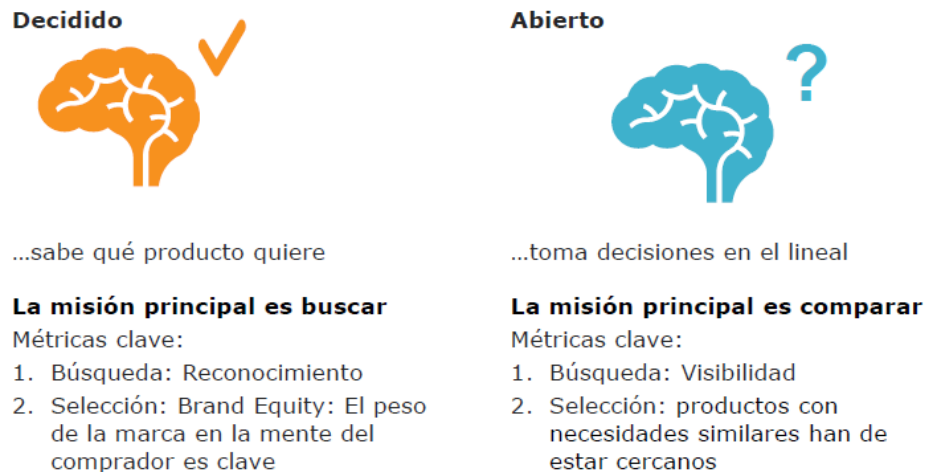 Decidido
...sabe qué producto quiere
La misión principal es buscar
Métricas clave:
1. Búsqueda: Reconocimiento
2. Selección: Brand Equity: El peso
de la marca en la mente del
comprador es clave
Abierto
?
...toma decisiones en el lineal
La misión principal es comparar
Métricas clave:
1. Búsqueda: Visibilidad
2. Selección: productos con
necesidades similares han de
estar cercanos